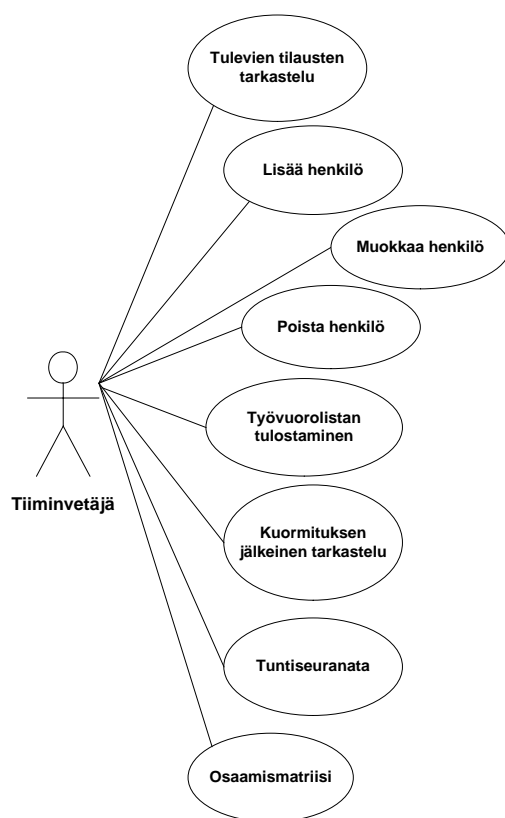 Tulevien tilausten
tarkastelu
Lisää henkilö
Muokkaa henkilö
Poista henkilö
Työvuorolistan
tulostaminen
Tiiminvetäjä
Kuormituksen
jälkeinen tarkastelu
Tuntiseuranata
Osaamismatriisi